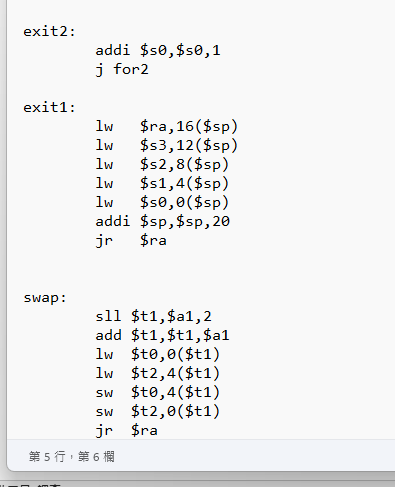 exit2:
addi $s0,$s0,1
j for2
exit1:
lw $ra,16($sp)
lw $s3,12($sp)
lw $s2,8($sp)
lw $s1,4($sp)
lw $s0,0($sp)
addi $sp,$sp,20
jr $ra
swap:
sll $t1,$a1,2
add $t1,$t1,$a1
lw $t0,0($t1)
lw $t2,4($t1)
sw $t0,4($t1)
sw $t2,0($t1)
jr $ra
第 5 行，第 6 欄